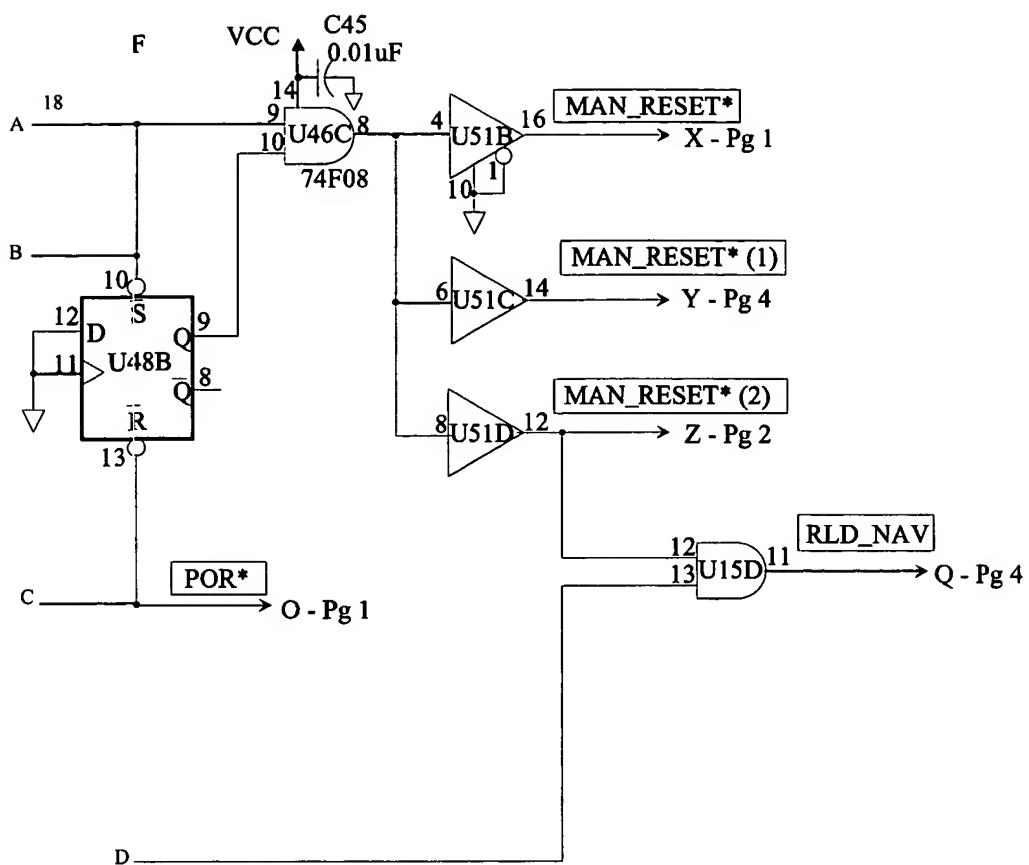 F
VCC
C45
0.01uF
14
A
18
9
10
U46C
8
74F08
4
U51B
16
1
10
MAN_RESET*
X - Pg 1
B
10
12
D
S̅
Q
9
11
U48B
Q̅
8
R̅
13
6
U51C
14
MAN_RESET* (1)
Y - Pg 4
8
U51D
12
MAN_RESET* (2)
Z - Pg 2
12
13
U15D
11
RLD_NAV
Q - Pg 4
C
POR*
O - Pg 1
D